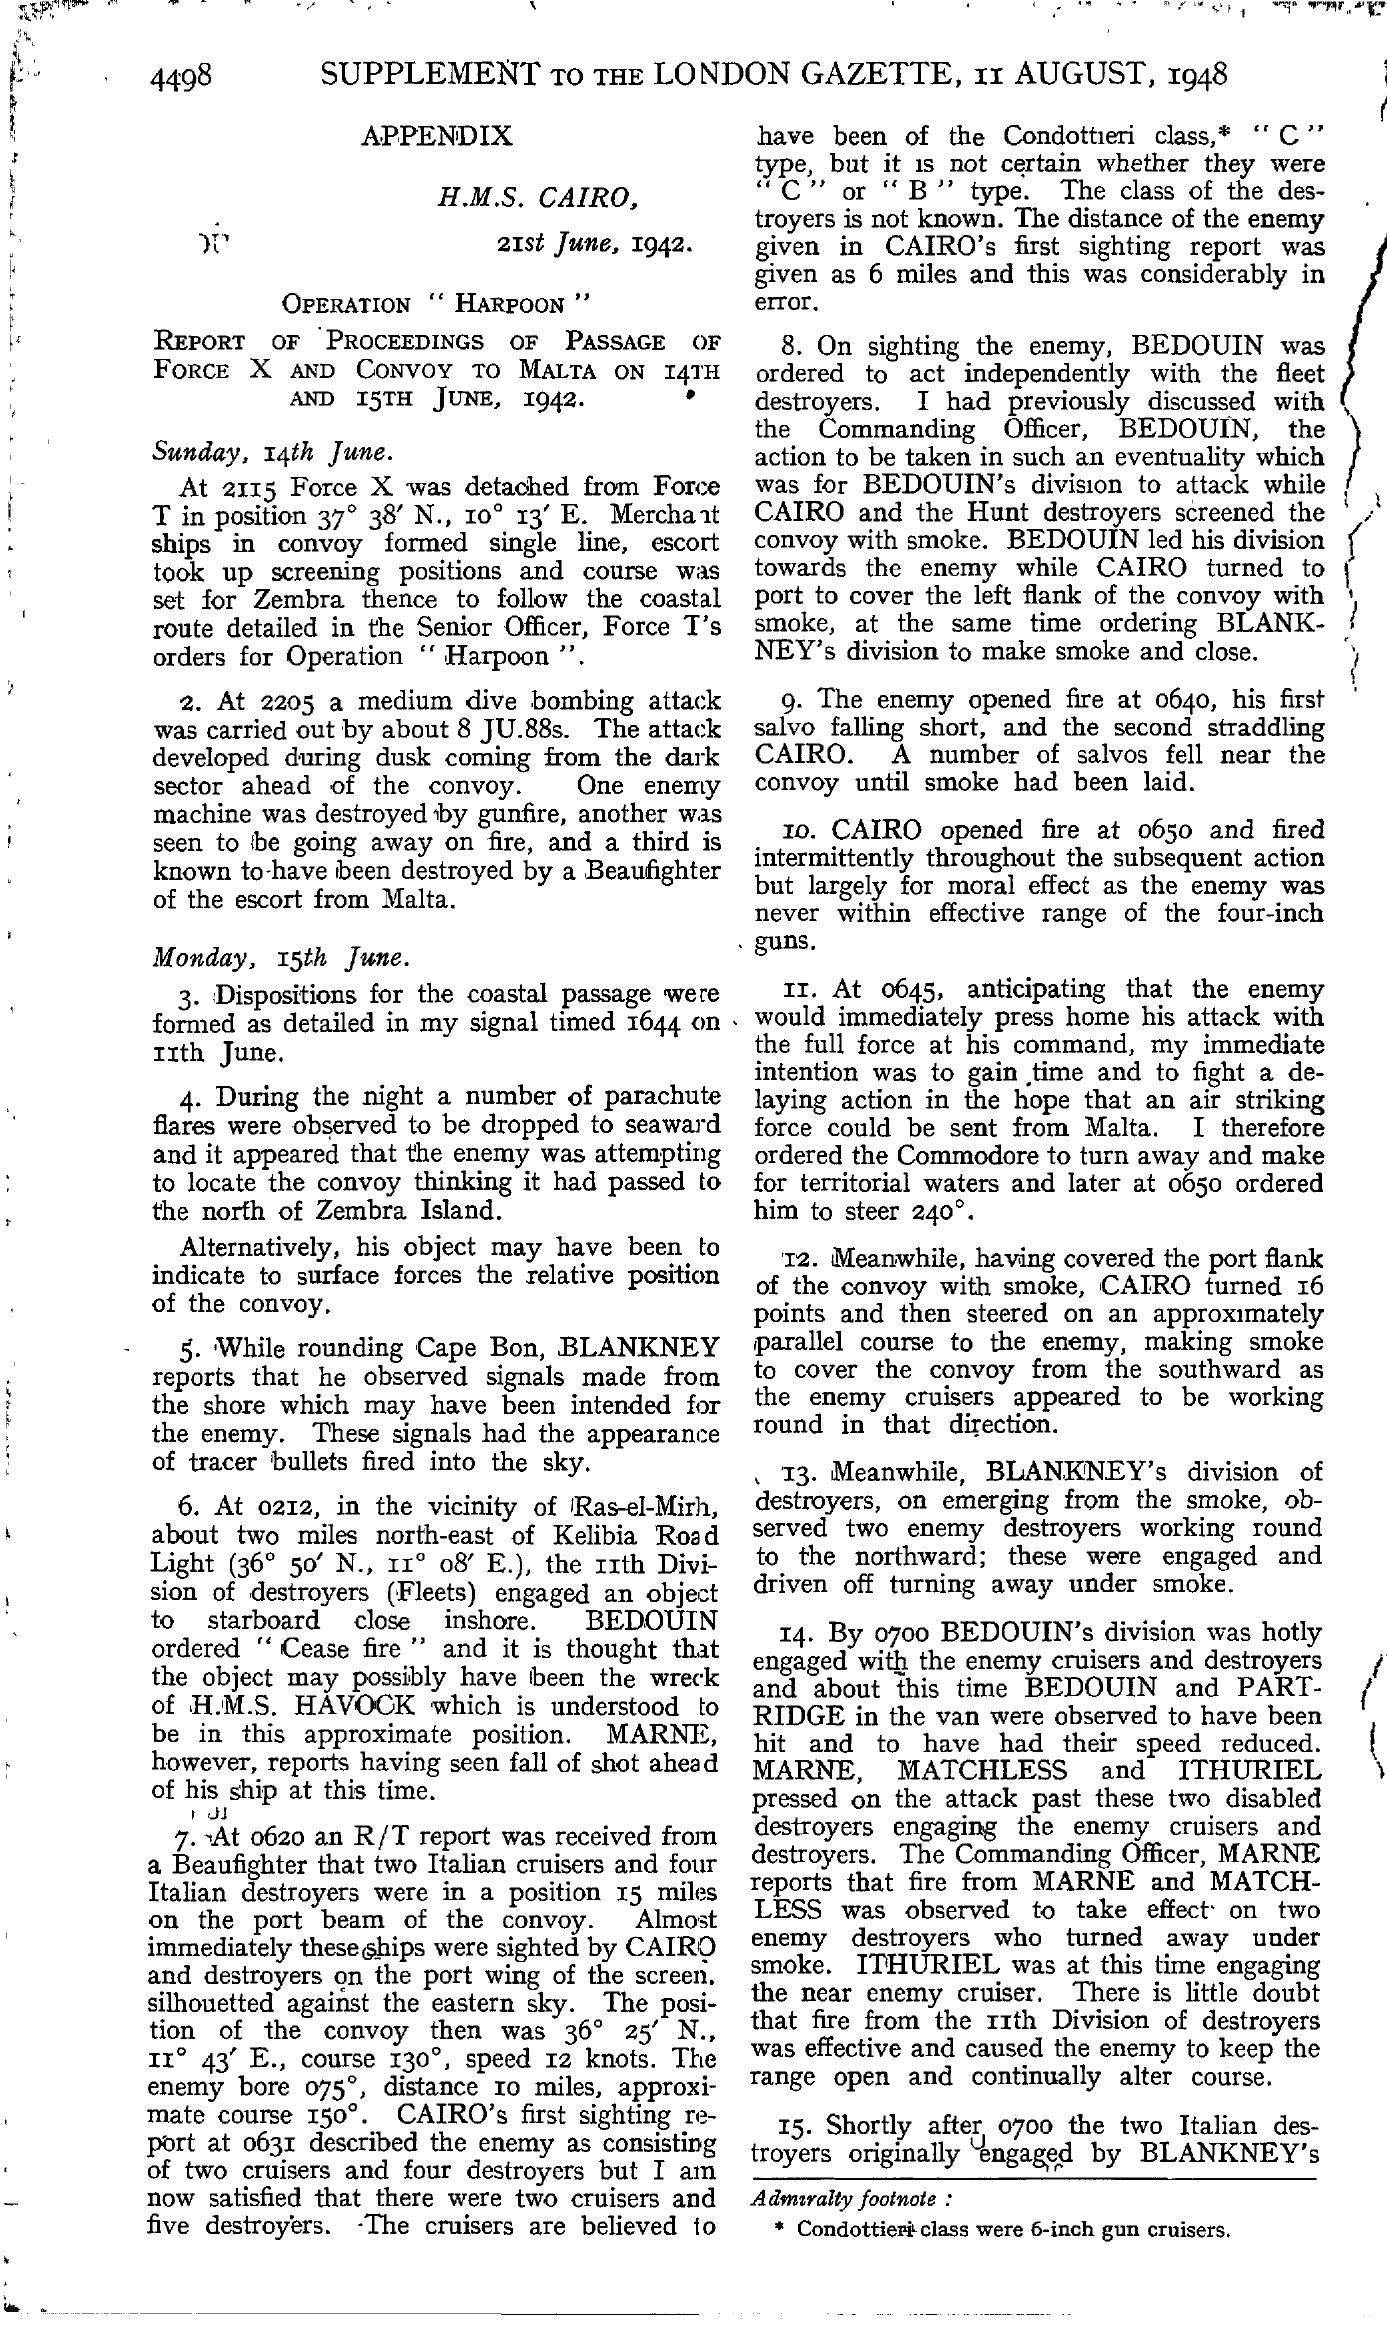 4498 SUPPLEMENT TO THE LONDON GAZETTE, 11 AUGUST, 1948
APPENDIX
H.M.S. CAIRO,
21st June, 1942.
OPERATION " HARPOON "
REPORT OF PROCEEDINGS OF PASSAGE OF
FORCE X AND CONVOY TO MALTA ON 14TH
AND 15TH JUNE, 1942.
Sunday, 14th June.
At 2115 Force X was detached from Force
T in position 37° 38′ N., 10° 13′ E. Merchant
ships in convoy formed single line, escort
took up screening positions and course was
set for Zembra thence to follow the coastal
route detailed in the Senior Officer, Force T's
orders for Operation " Harpoon ".
2. At 2205 a medium dive bombing attack
was carried out by about 8 JU.88s. The attack
developed during dusk coming from the dark
sector ahead of the convoy. One enemy
machine was destroyed by gunfire, another was
seen to be going away on fire, and a third is
known to have been destroyed by a Beaufighter
of the escort from Malta.
Monday, 15th June.
3. Dispositions for the coastal passage were
formed as detailed in my signal timed 1644 on
11th June.
4. During the night a number of parachute
flares were observed to be dropped to seaward
and it appeared that the enemy was attempting
to locate the convoy thinking it had passed to
the north of Zembra Island.
Alternatively, his object may have been to
indicate to surface forces the relative position
of the convoy.
5. While rounding Cape Bon, BLANKNEY
reports that he observed signals made from
the shore which may have been intended for
the enemy. These signals had the appearance
of tracer bullets fired into the sky.
6. At 0212, in the vicinity of Ras-el-Mirh,
about two miles north-east of Kelibia Road
Light (36° 50′ N., 11° 08′ E.), the 11th Divi-
sion of destroyers (Fleets) engaged an object
to starboard close inshore. BEDOUIN
ordered " Cease fire " and it is thought that
the object may possibly have been the wreck
of H.M.S. HAVOCK which is understood to
be in this approximate position. MARNE,
however, reports having seen fall of shot ahead
of his ship at this time.
7. At 0620 an R/T report was received from
a Beaufighter that two Italian cruisers and four
Italian destroyers were in a position 15 miles
on the port beam of the convoy. Almost
immediately these ships were sighted by CAIRO
and destroyers on the port wing of the screen,
silhouetted against the eastern sky. The posi-
tion of the convoy then was 36° 25′ N.,
11° 43′ E., course 130°, speed 12 knots. The
enemy bore 075°, distance 10 miles, approxi-
mate course 150°. CAIRO's first sighting re-
port at 0631 described the enemy as consisting
of two cruisers and four destroyers but I am
now satisfied that there were two cruisers and
five destroyers. The cruisers are believed to
have been of the Condottieri class,* " C "
type, but it is not certain whether they were
" C " or " B " type. The class of the des-
troyers is not known. The distance of the enemy
given in CAIRO's first sighting report was
given as 6 miles and this was considerably in
error.
8. On sighting the enemy, BEDOUIN was
ordered to act independently with the fleet
destroyers. I had previously discussed with
the Commanding Officer, BEDOUIN, the
action to be taken in such an eventuality which
was for BEDOUIN's division to attack while
CAIRO and the Hunt destroyers screened the
convoy with smoke. BEDOUIN led his division
towards the enemy while CAIRO turned to
port to cover the left flank of the convoy with
smoke, at the same time ordering BLANK-
NEY's division to make smoke and close.
9. The enemy opened fire at 0640, his first
salvo falling short, and the second straddling
CAIRO. A number of salvos fell near the
convoy until smoke had been laid.
10. CAIRO opened fire at 0650 and fired
intermittently throughout the subsequent action
but largely for moral effect as the enemy was
never within effective range of the four-inch
guns.
11. At 0645, anticipating that the enemy
would immediately press home his attack with
the full force at his command, my immediate
intention was to gain time and to fight a de-
laying action in the hope that an air striking
force could be sent from Malta. I therefore
ordered the Commodore to turn away and make
for territorial waters and later at 0650 ordered
him to steer 240°.
12. Meanwhile, having covered the port flank
of the convoy with smoke, CAIRO turned 16
points and then steered on an approximately
parallel course to the enemy, making smoke
to cover the convoy from the southward as
the enemy cruisers appeared to be working
round in that direction.
13. Meanwhile, BLANKNEY's division of
destroyers, on emerging from the smoke, ob-
served two enemy destroyers working round
to the northward; these were engaged and
driven off turning away under smoke.
14. By 0700 BEDOUIN's division was hotly
engaged with the enemy cruisers and destroyers
and about this time BEDOUIN and PART-
RIDGE in the van were observed to have been
hit and to have had their speed reduced.
MARNE, MATCHLESS and ITHURIEL
pressed on the attack past these two disabled
destroyers engaging the enemy cruisers and
destroyers. The Commanding Officer, MARNE
reports that fire from MARNE and MATCH-
LESS was observed to take effect on two
enemy destroyers who turned away under
smoke. ITHURIEL was at this time engaging
the near enemy cruiser. There is little doubt
that fire from the 11th Division of destroyers
was effective and caused the enemy to keep the
range open and continually alter course.
15. Shortly after 0700 the two Italian des-
troyers originally engaged by BLANKNEY's
Admiralty footnote :
* Condottieri class were 6-inch gun cruisers.